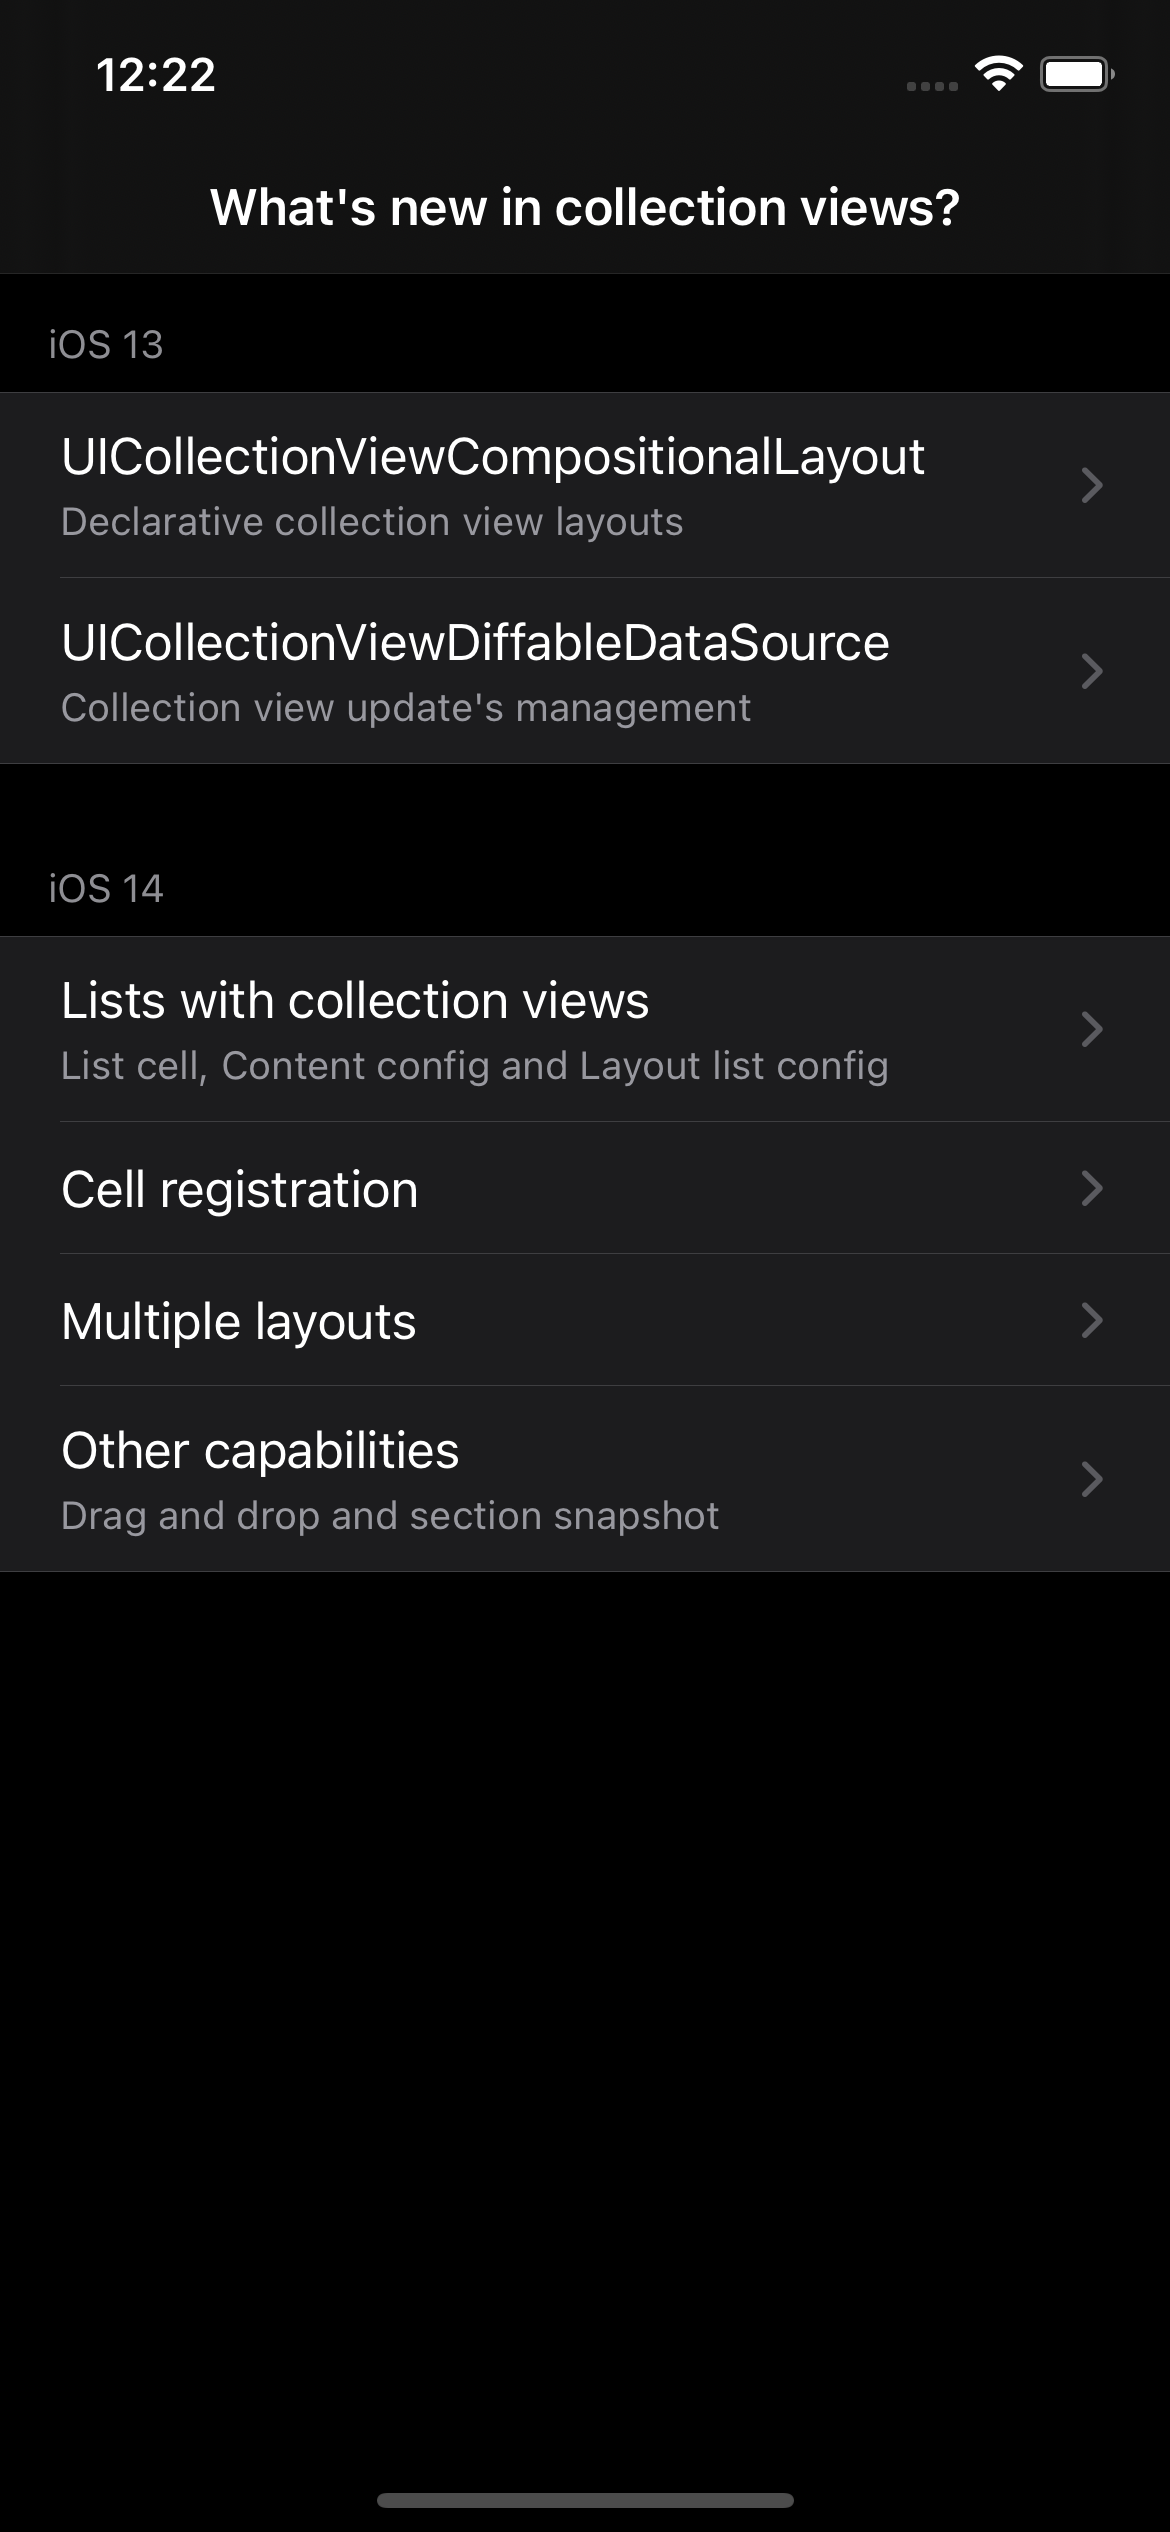 12:22
What's new in collection views?
iOS 13
UICollectionViewCompositionalLayout
Declarative collection view layouts
UICollectionViewDiffableDataSource
Collection view update's management
iOS 14
Lists with collection views
List cell, Content config and Layout list config
Cell registration
Multiple layouts
Other capabilities
Drag and drop and section snapshot